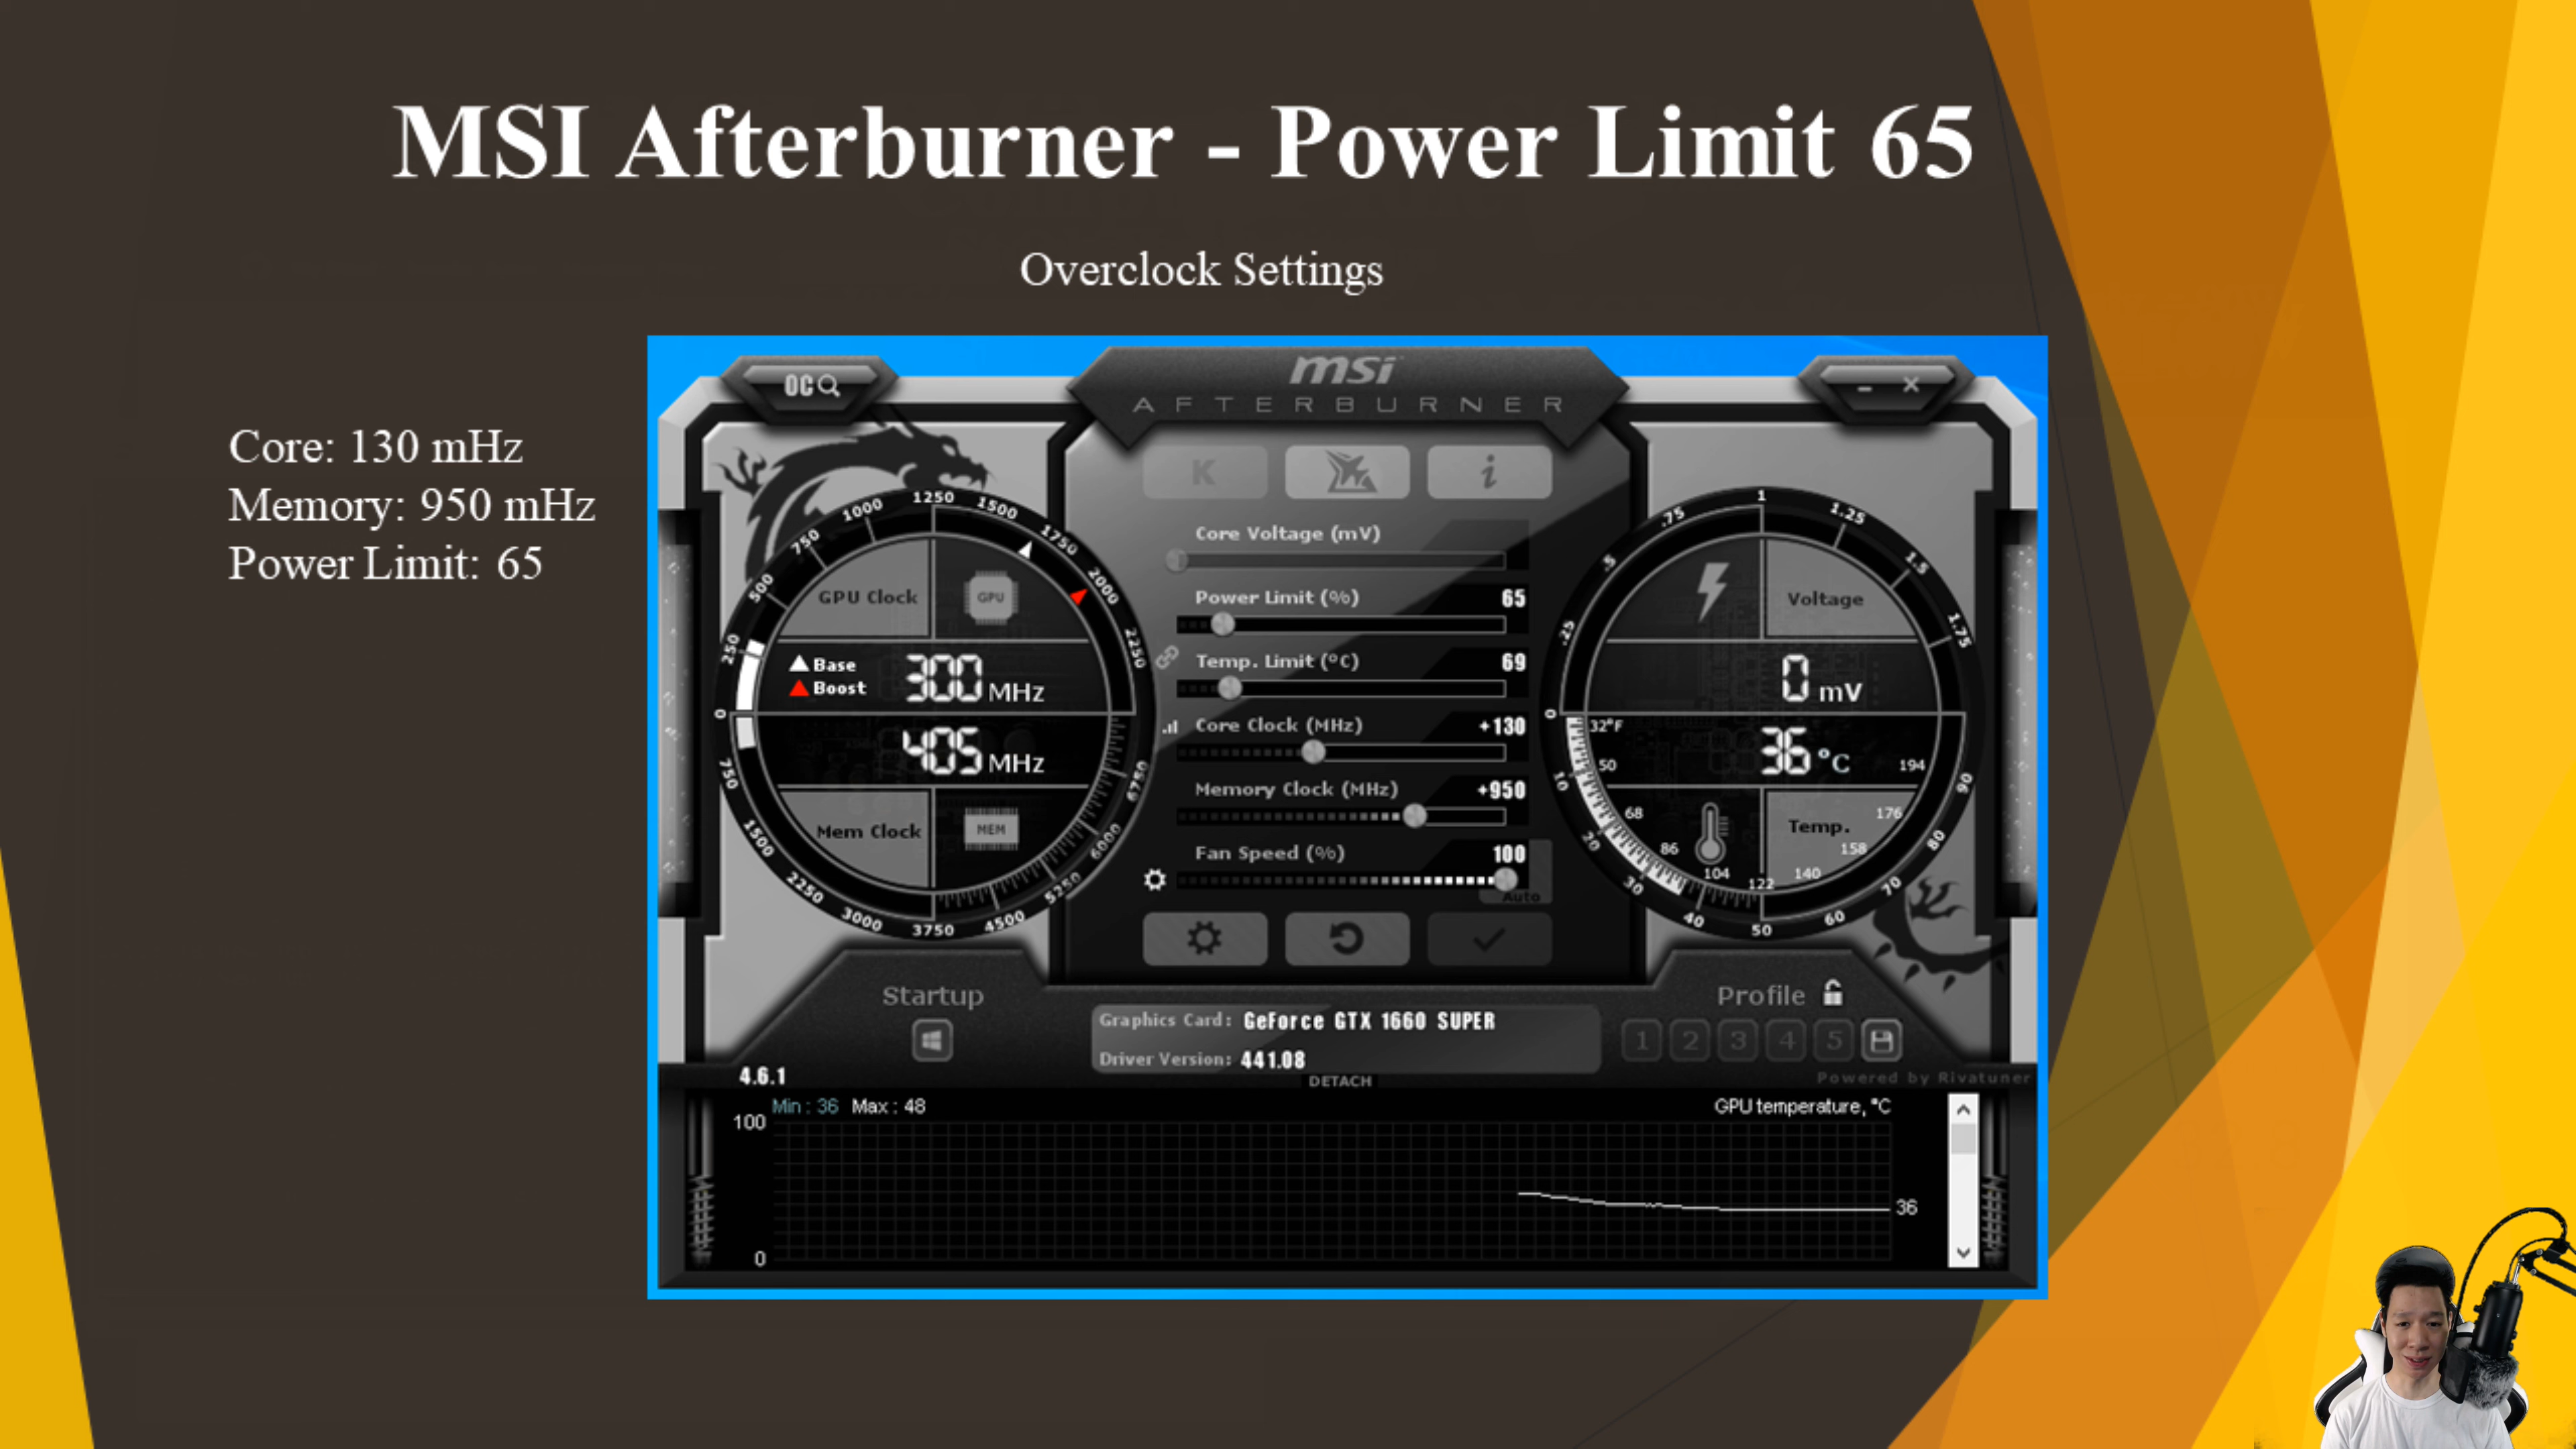 MSI Afterburner - Power Limit 65
Overclock Settings
Core: 130 mHz
Memory: 950 mHz
Power Limit: 65
OC
msi
AFTERBURNER
K
i
Core Voltage (mV)
Power Limit (%) 65
Temp. Limit (°C) 69
Core Clock (MHz) +130
Memory Clock (MHz) +950
Fan Speed (%) 100
Auto
0 250 500 750 1000 1250 1500 1750 2000 2250
GPU Clock
GPU
Base
Boost
300 MHz
405 MHz
Mem Clock
MEM
750 1500 2250 3000 3750 4500 5250 6000 6750
0 .25 .5 .75 1 1.25 1.5 1.75
Voltage
0 mV
36 °C
Temp.
32°F 50 68 86 104 122 140 158 176 194
10 20 30 40 50 60 70 80 90
Startup
Graphics Card: GeForce GTX 1660 SUPER
Driver Version: 441.08
Profile
1 2 3 4 5
4.6.1
DETACH
Powered by Rivatuner
Min : 36 Max : 48
GPU temperature, °C
100
36
0